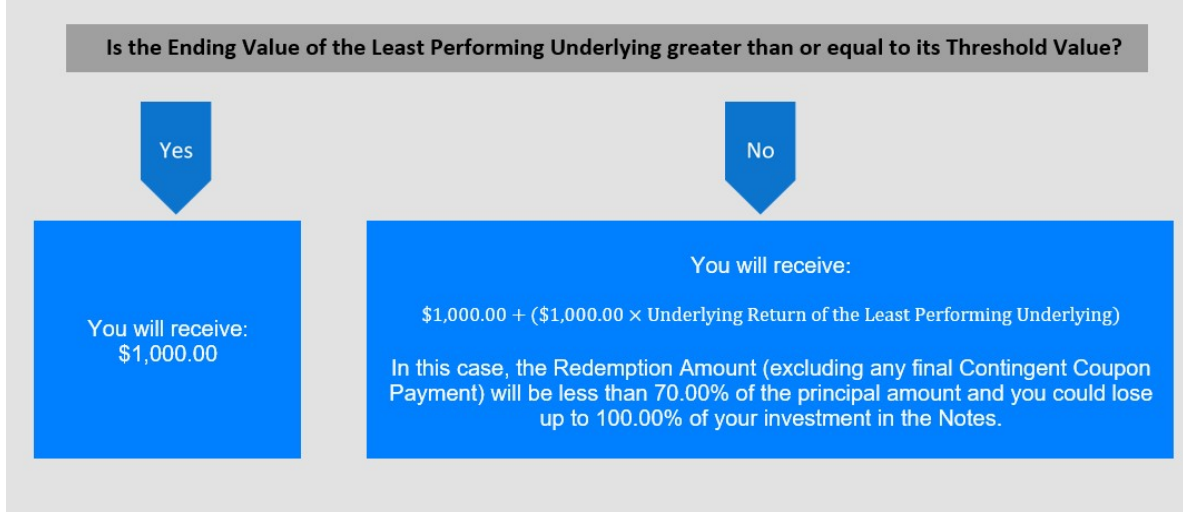 Is the Ending Value of the Least Performing Underlying greater than or equal to its Threshold Value?
Yes
No
You will receive:
$1,000.00
You will receive:
$1,000.00 + ($1,000.00 × Underlying Return of the Least Performing Underlying)
In this case, the Redemption Amount (excluding any final Contingent Coupon
Payment) will be less than 70.00% of the principal amount and you could lose
up to 100.00% of your investment in the Notes.